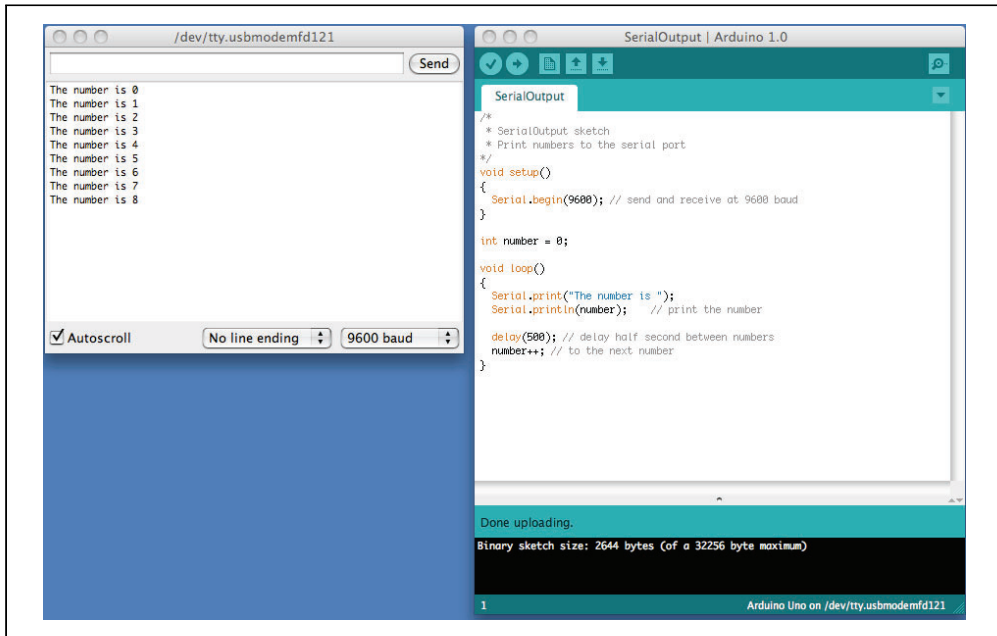 /dev/tty.usbmodemfd121
Send
The number is 0
The number is 1
The number is 2
The number is 3
The number is 4
The number is 5
The number is 6
The number is 7
The number is 8
Autoscroll
No line ending
9600 baud
SerialOutput | Arduino 1.0
SerialOutput
/*
 * SerialOutput sketch
 * Print numbers to the serial port
*/
void setup()
{
  Serial.begin(9600); // send and receive at 9600 baud
}

int number = 0;

void loop()
{
  Serial.print("The number is ");
  Serial.println(number);    // print the number

  delay(500); // delay half second between numbers
  number++; // to the next number
}
Done uploading.
Binary sketch size: 2644 bytes (of a 32256 byte maximum)
1
Arduino Uno on /dev/tty.usbmodemfd121